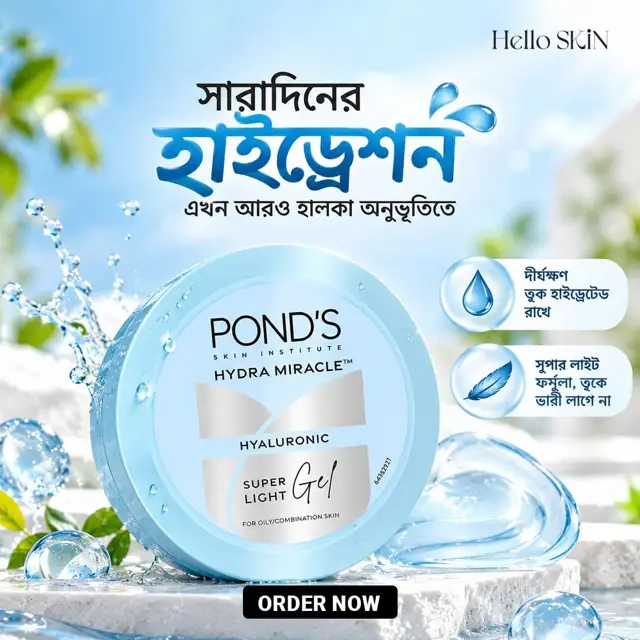 Hello SKiN
সারাদিনের
হাইড্রেশন
এখন আরও হালকা অনুভূতিতে
দীর্ঘক্ষণ
ত্বক হাইড্রেটেড
রাখে
সুপার লাইট
ফর্মুলা, ত্বকে
ভারী লাগে না
POND'S
SKIN INSTITUTE
HYDRA MIRACLE™
HYALURONIC
SUPER LIGHT Gel
FOR OILY/COMBINATION SKIN
64352927
ORDER NOW